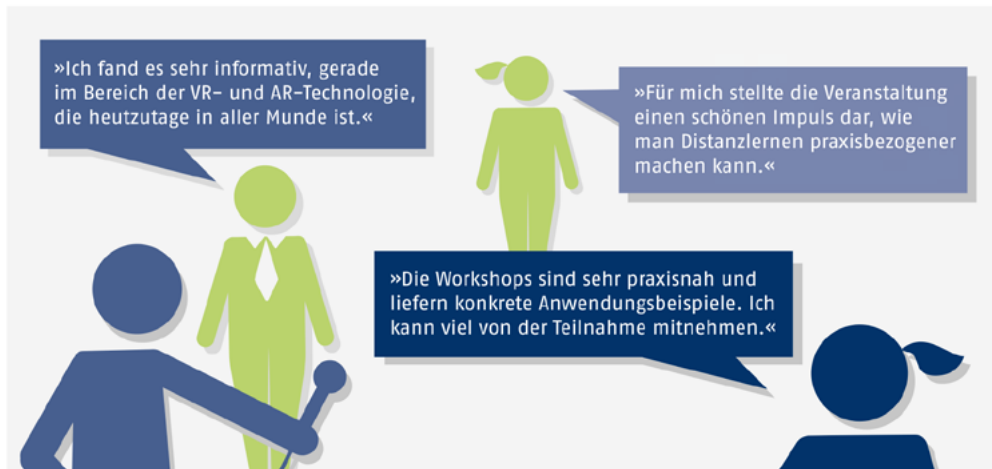 »Ich fand es sehr informativ, gerade
im Bereich der VR- und AR-Technologie,
die heutzutage in aller Munde ist.«
»Für mich stellte die Veranstaltung
einen schönen Impuls dar, wie
man Distanzlernen praxisbezogener
machen kann.«
»Die Workshops sind sehr praxisnah und
liefern konkrete Anwendungsbeispiele. Ich
kann viel von der Teilnahme mitnehmen.«